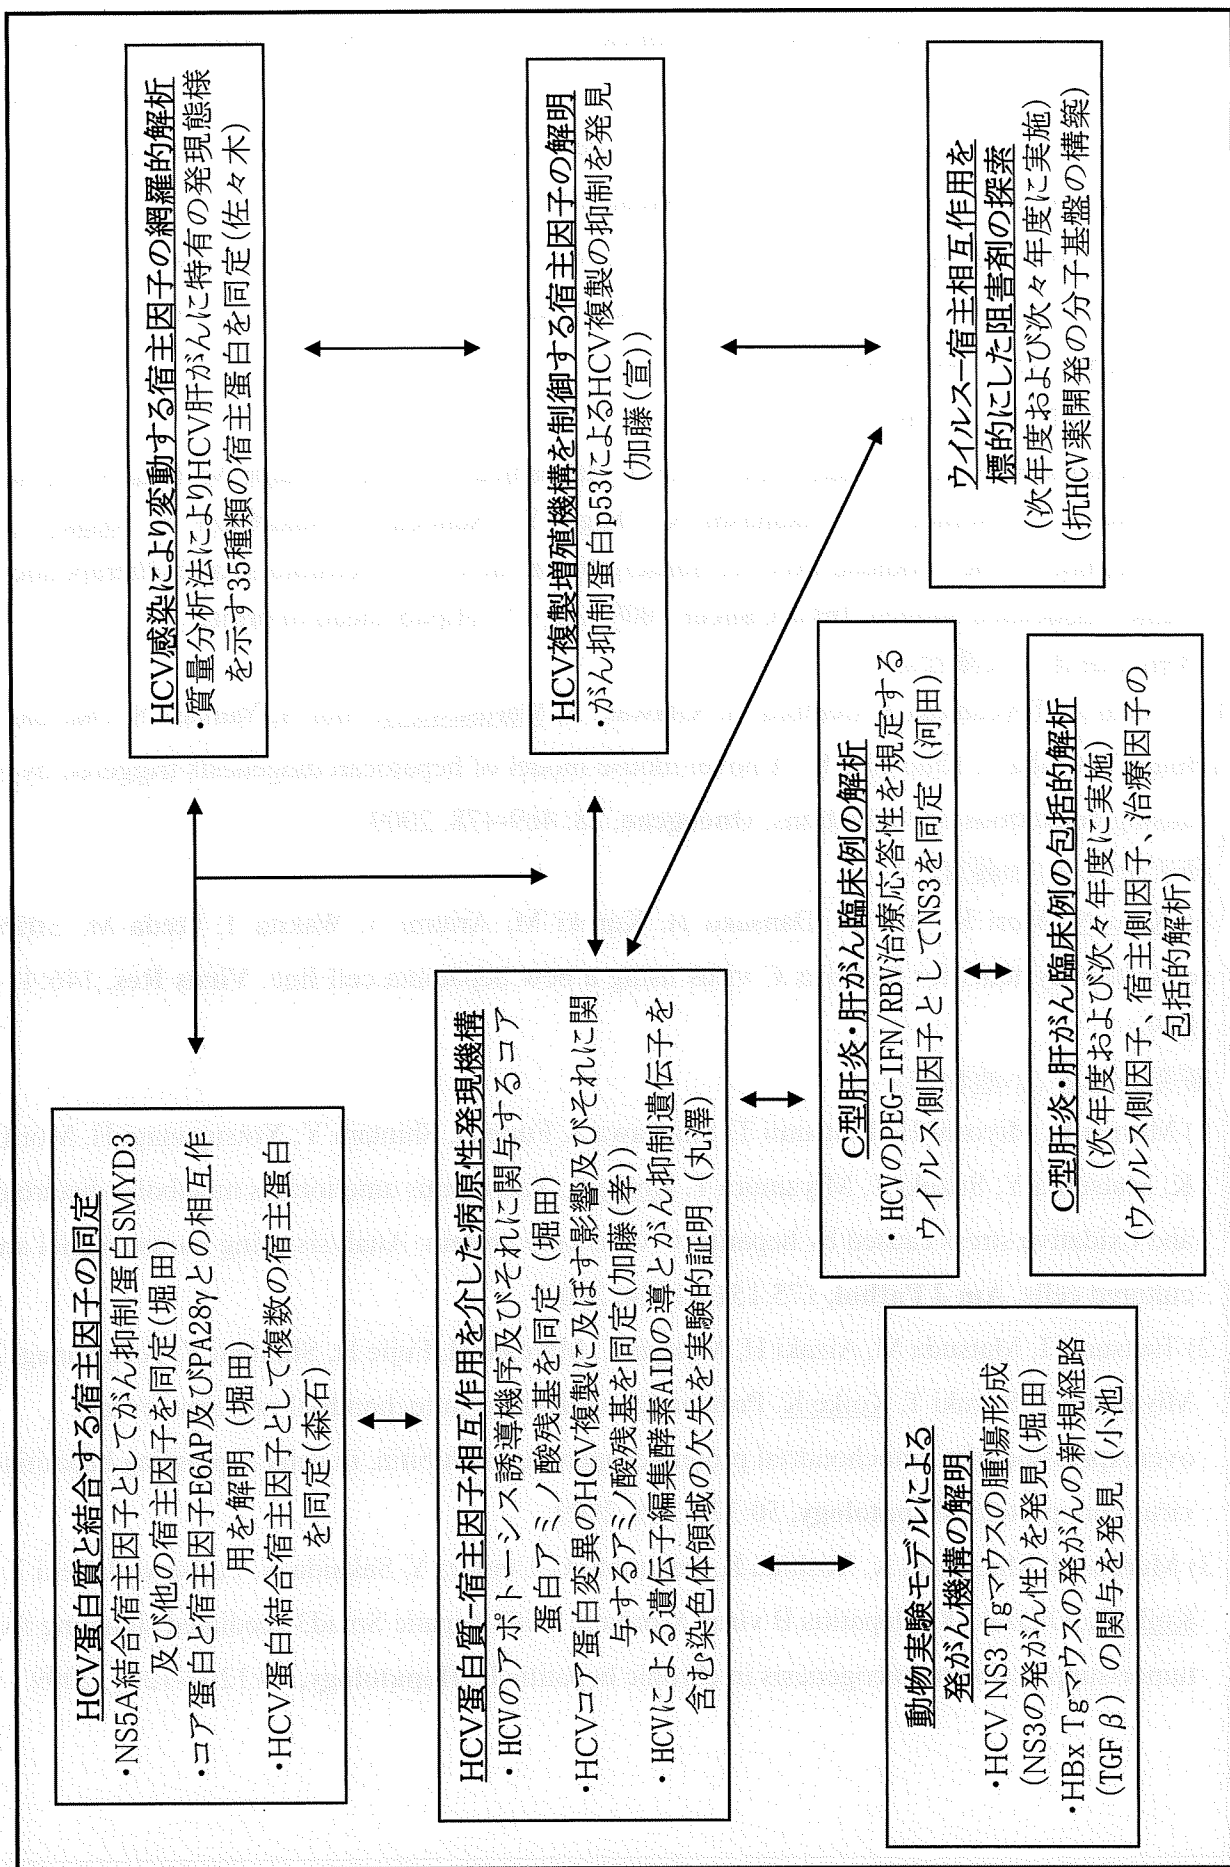 HCV蛋白質と結合する宿主因子の同定
・NS5A結合宿主因子としてがん抑制蛋白SMYD3
及び他の宿主因子を同定(堀田)
・コア蛋白と宿主因子E6AP及びPA28γとの相互作
用を解明 (堀田)
・HCV蛋白結合宿主因子として複数の宿主蛋白
を同定(森石)
HCV感染により変動する宿主因子の網羅的解析
・質量分析法によりHCV肝がんに特有の発現態様
を示す35種類の宿主蛋白を同定(佐々木)
HCV蛋白質-宿主因子相互作用を介した病原性発現機構
・HCVのアポトーシス誘導機序及びそれに関与するコア
蛋白アミノ酸残基を同定 (堀田)
・HCVコア蛋白変異のHCV複製に及ぼす影響及びそれに関
与するアミノ酸残基を同定(加藤(孝))
・HCVによる遺伝子編集酵素AIDの導とがん抑制遺伝子を
含む染色体領域の欠失を実験的証明 (丸澤)
HCV複製増殖機構を制御する宿主因子の解明
・がん抑制蛋白p53によるHCV複製の抑制を発見
(加藤(宣))
動物実験モデルによる
発がん機構の解明
・HCV NS3 Tgマウスの腫瘍形成
(NS3の発がん性)を発見(堀田)
・HBx Tgマウスの発がんの新規経路
(TGFβ) の関与を発見 (小池)
C型肝炎・肝がん臨床例の解析
・HCVのPEG-IFN/RBV治療応答性を規定する
ウイルス側因子としてNS3を同定 (河田)
C型肝炎・肝がん臨床例の包括的解析
(次年度および次々年度に実施)
(ウイルス側因子、宿主側因子、治療因子の
包括的解析)
ウイルス-宿主相互作用を
標的にした阻害剤の探索
(次年度および次々年度に実施)
(抗HCV薬開発の分子基盤の構築)